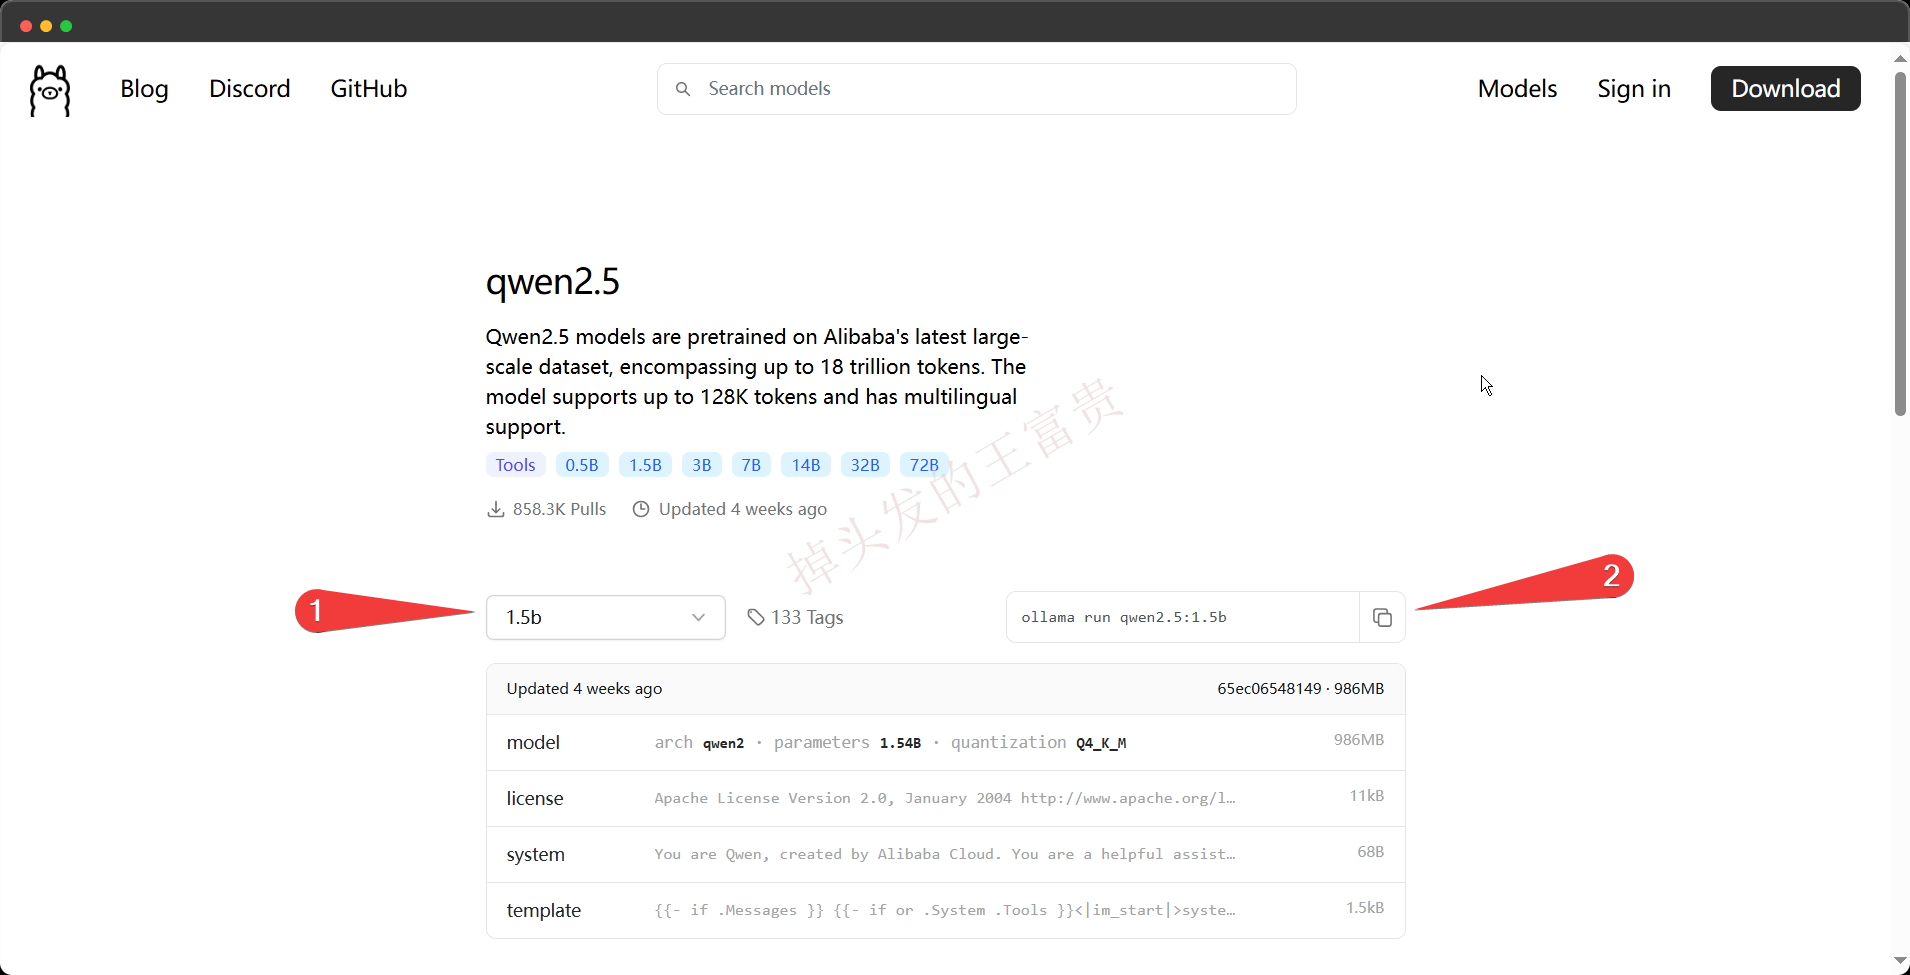 Blog Discord GitHub Search models Models Sign in Download
qwen2.5
Qwen2.5 models are pretrained on Alibaba's latest large-
scale dataset, encompassing up to 18 trillion tokens. The
model supports up to 128K tokens and has multilingual
support.
Tools 0.5B 1.5B 3B 7B 14B 32B 72B
858.3K Pulls Updated 4 weeks ago
掉头发的王富贵
1 1.5b 133 Tags ollama run qwen2.5:1.5b 2
Updated 4 weeks ago 65ec06548149 · 986MB
model arch qwen2 · parameters 1.54B · quantization Q4_K_M 986MB
license Apache License Version 2.0, January 2004 http://www.apache.org/l… 11kB
system You are Qwen, created by Alibaba Cloud. You are a helpful assist… 68B
template {{- if .Messages }} {{- if or .System .Tools }}<|im_start|>syste… 1.5kB